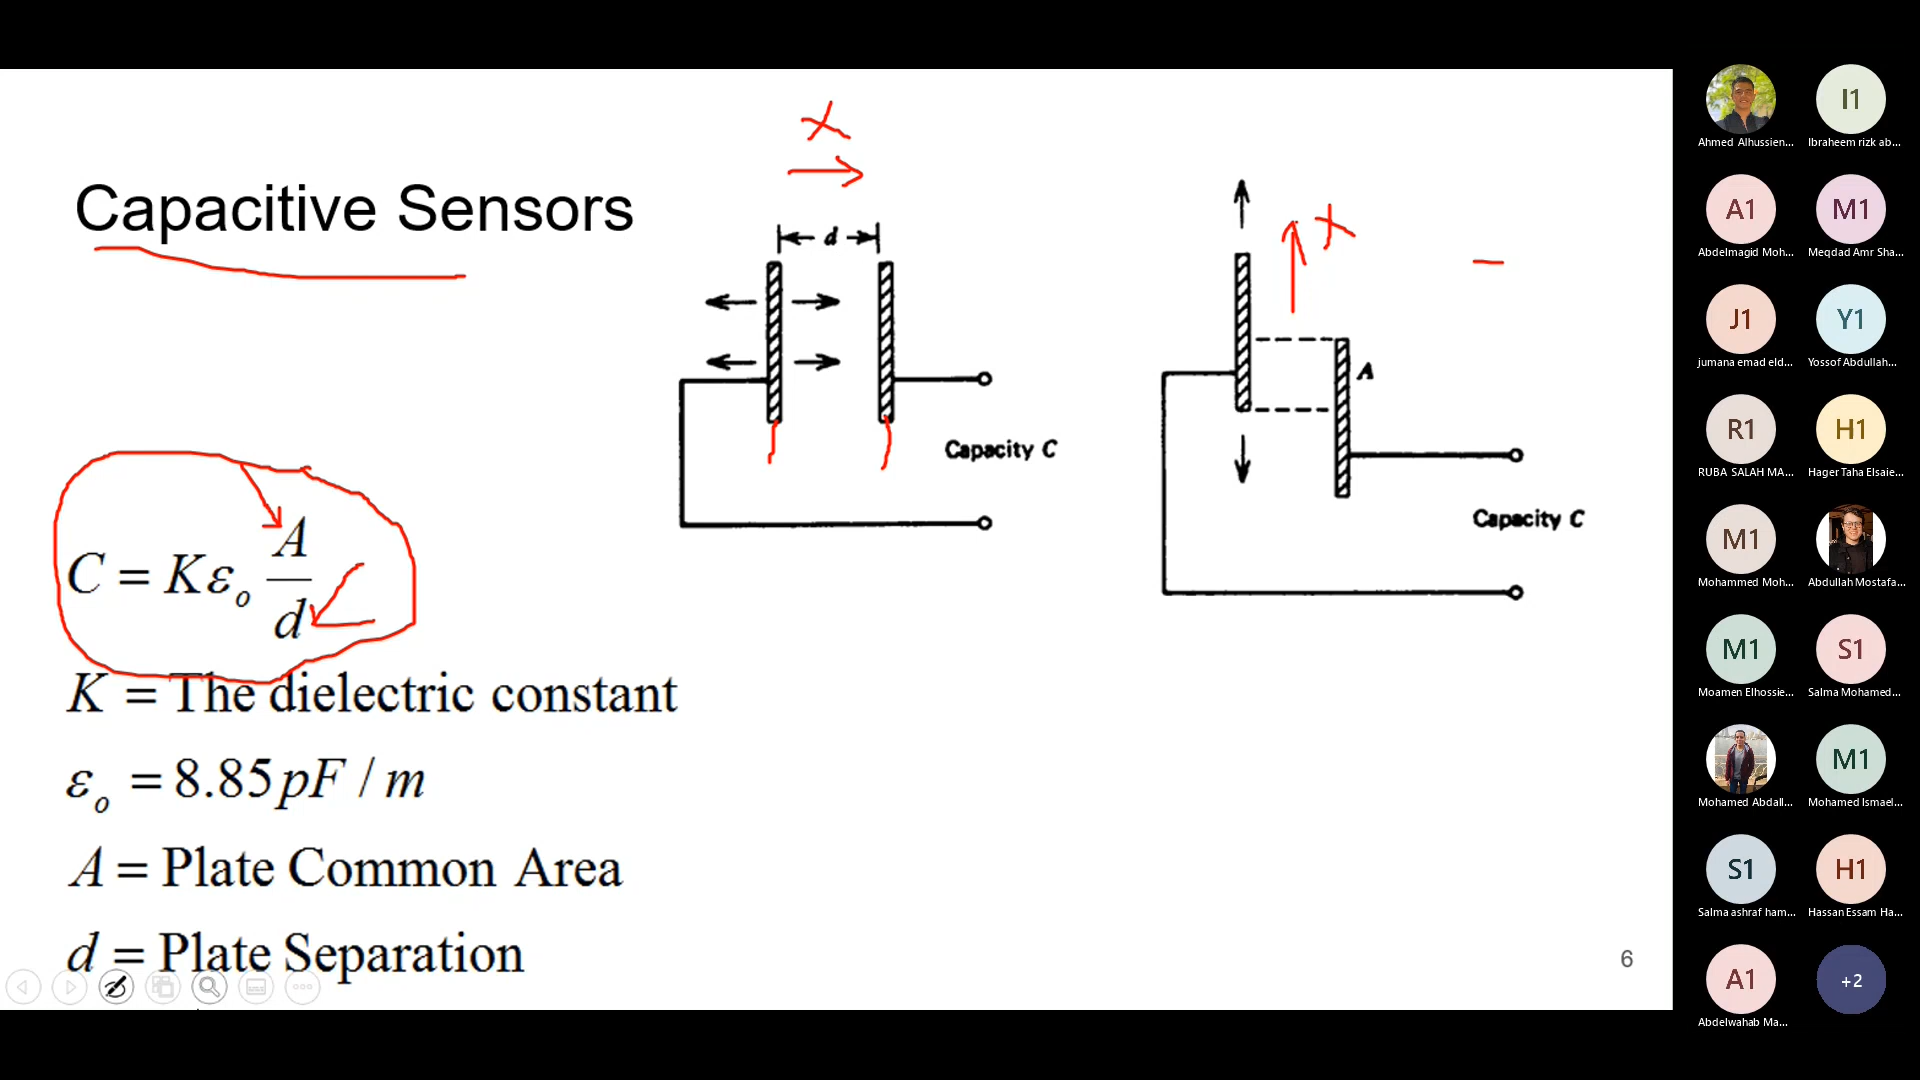 Capacitive Sensors
x
d
Capacity C
x
A
Capacity C
C = Kε₀ A/d
K = The dielectric constant
ε₀ = 8.85 pF / m
A = Plate Common Area
d = Plate Separation
6
Ahmed Alhussien...
I1
Ibraheem rizk ab...
A1
Abdelmagid Moh...
M1
Meqdad Amr Sha...
J1
jumana emad eld...
Y1
Yossof Abdullah...
R1
RUBA SALAH MA...
H1
Hager Taha Elsaie...
M1
Mohammed Moh...
Abdullah Mostafa...
M1
Moamen Elhossie...
S1
Salma Mohamed...
Mohamed Abdall...
M1
Mohamed Ismael...
S1
Salma ashraf ham...
H1
Hassan Essam Ha...
A1
Abdelwahab Ma...
+2